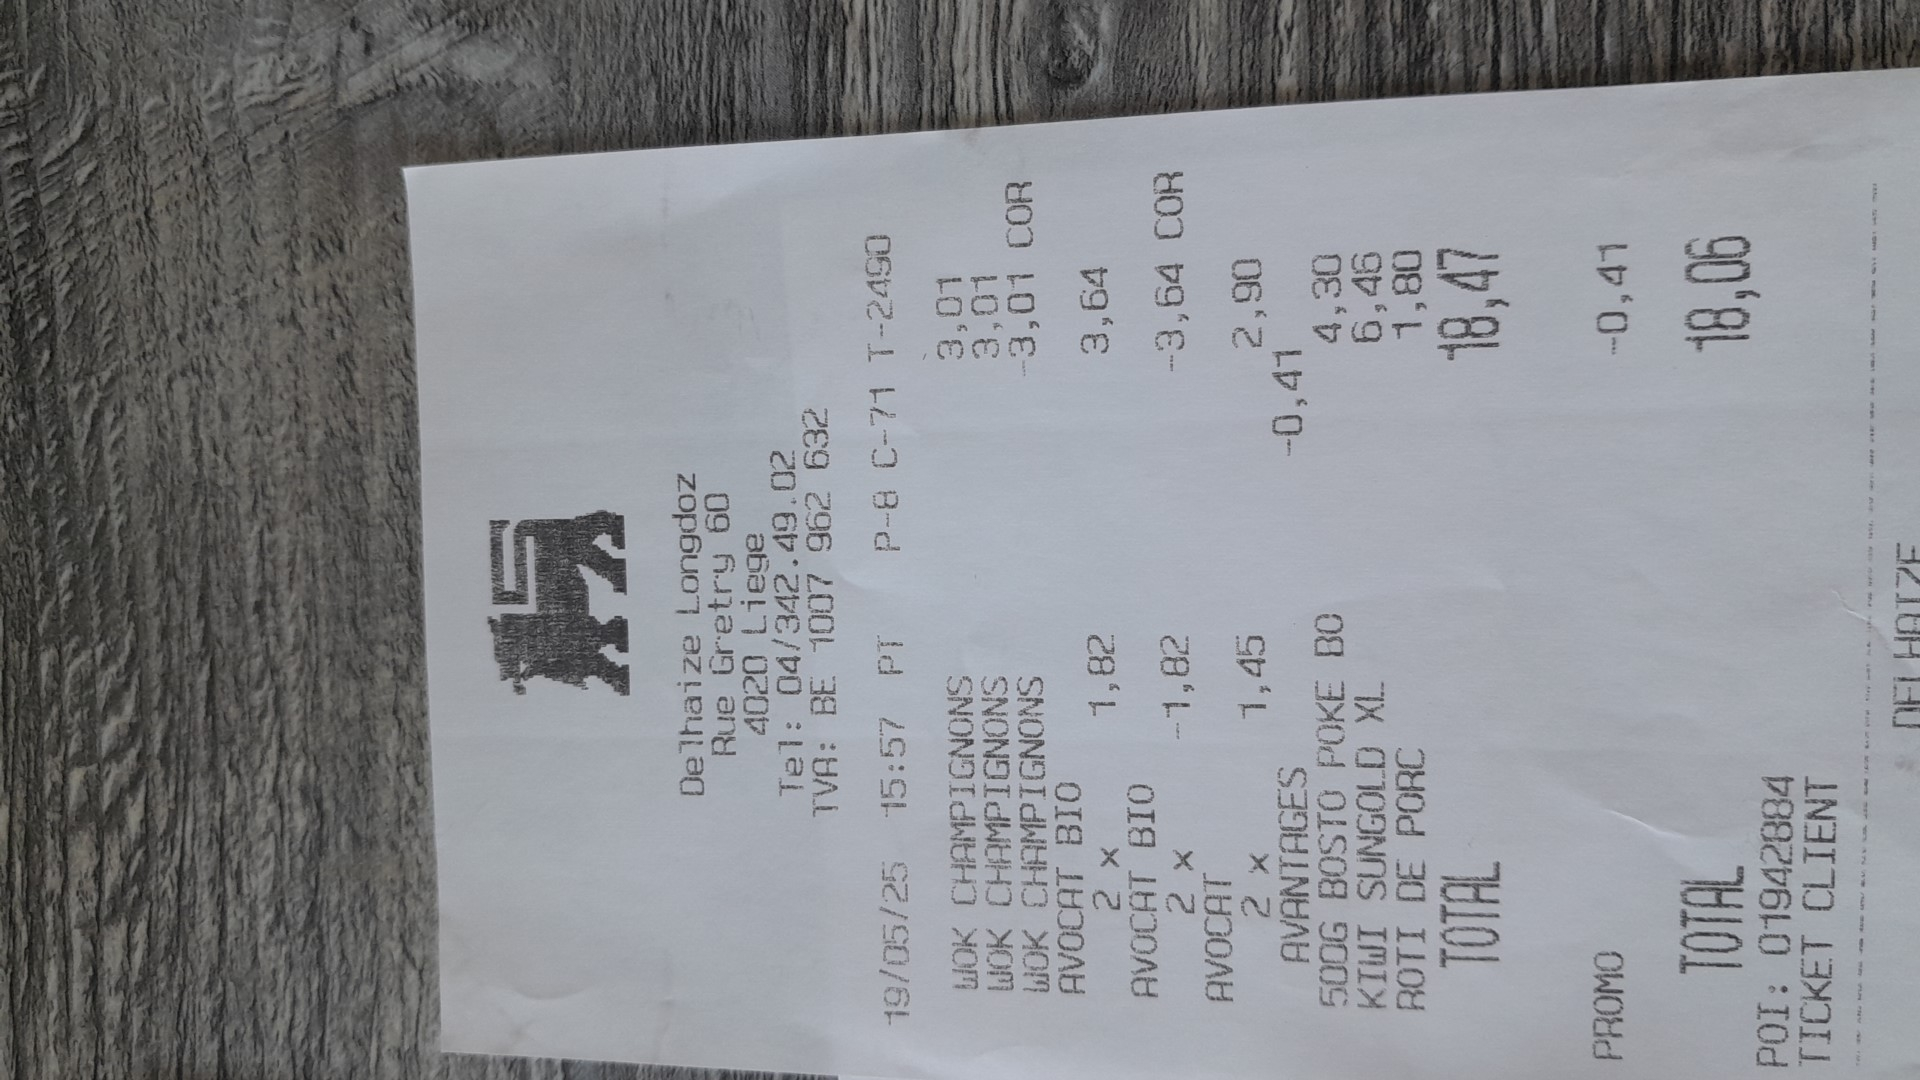 Delhaize Longdoz
Rue Gretry 60
4020 Liege
Tel: 04/342.49.02
TVA: BE 1007 962 632
19/05/25 15:57 PT P-8 C-71 T-2490
WOK CHAMPIGNONS 3,01
WOK CHAMPIGNONS 3,01
WOK CHAMPIGNONS -3,01 COR
AVOCAT BIO
2 x 1,82 3,64
AVOCAT BIO
2 x -1,82 -3,64 COR
AVOCAT
2 x 1,45 2,90
AVANTAGES -0,41
500G BOSTO POKE BO 4,30
KIWI SUNGOLD XL 6,46
ROTI DE PORC 1,80
TOTAL 18,47
PROMO -0,41
TOTAL 18,06
POI: 01942884
TICKET CLIENT
DELHAIZE